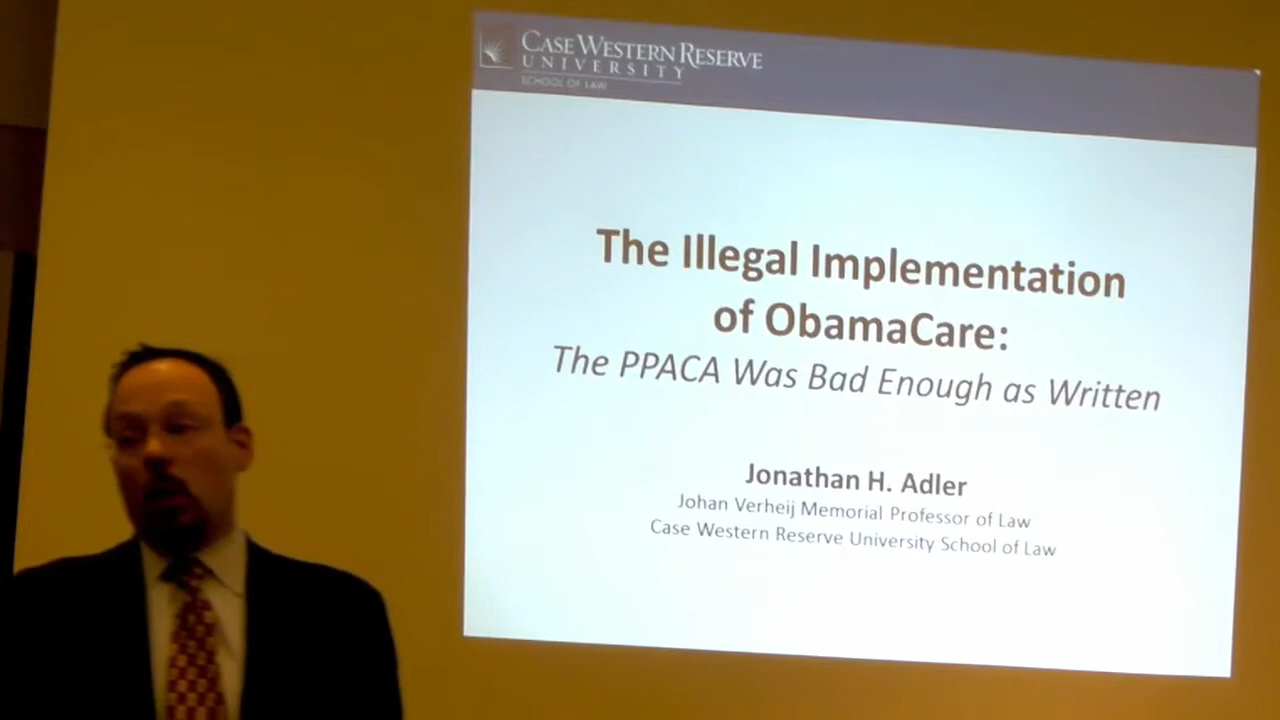 CASE WESTERN RESERVE
UNIVERSITY
SCHOOL OF LAW
The Illegal Implementation
of ObamaCare:
The PPACA Was Bad Enough as Written
Jonathan H. Adler
Johan Verheij Memorial Professor of Law
Case Western Reserve University School of Law